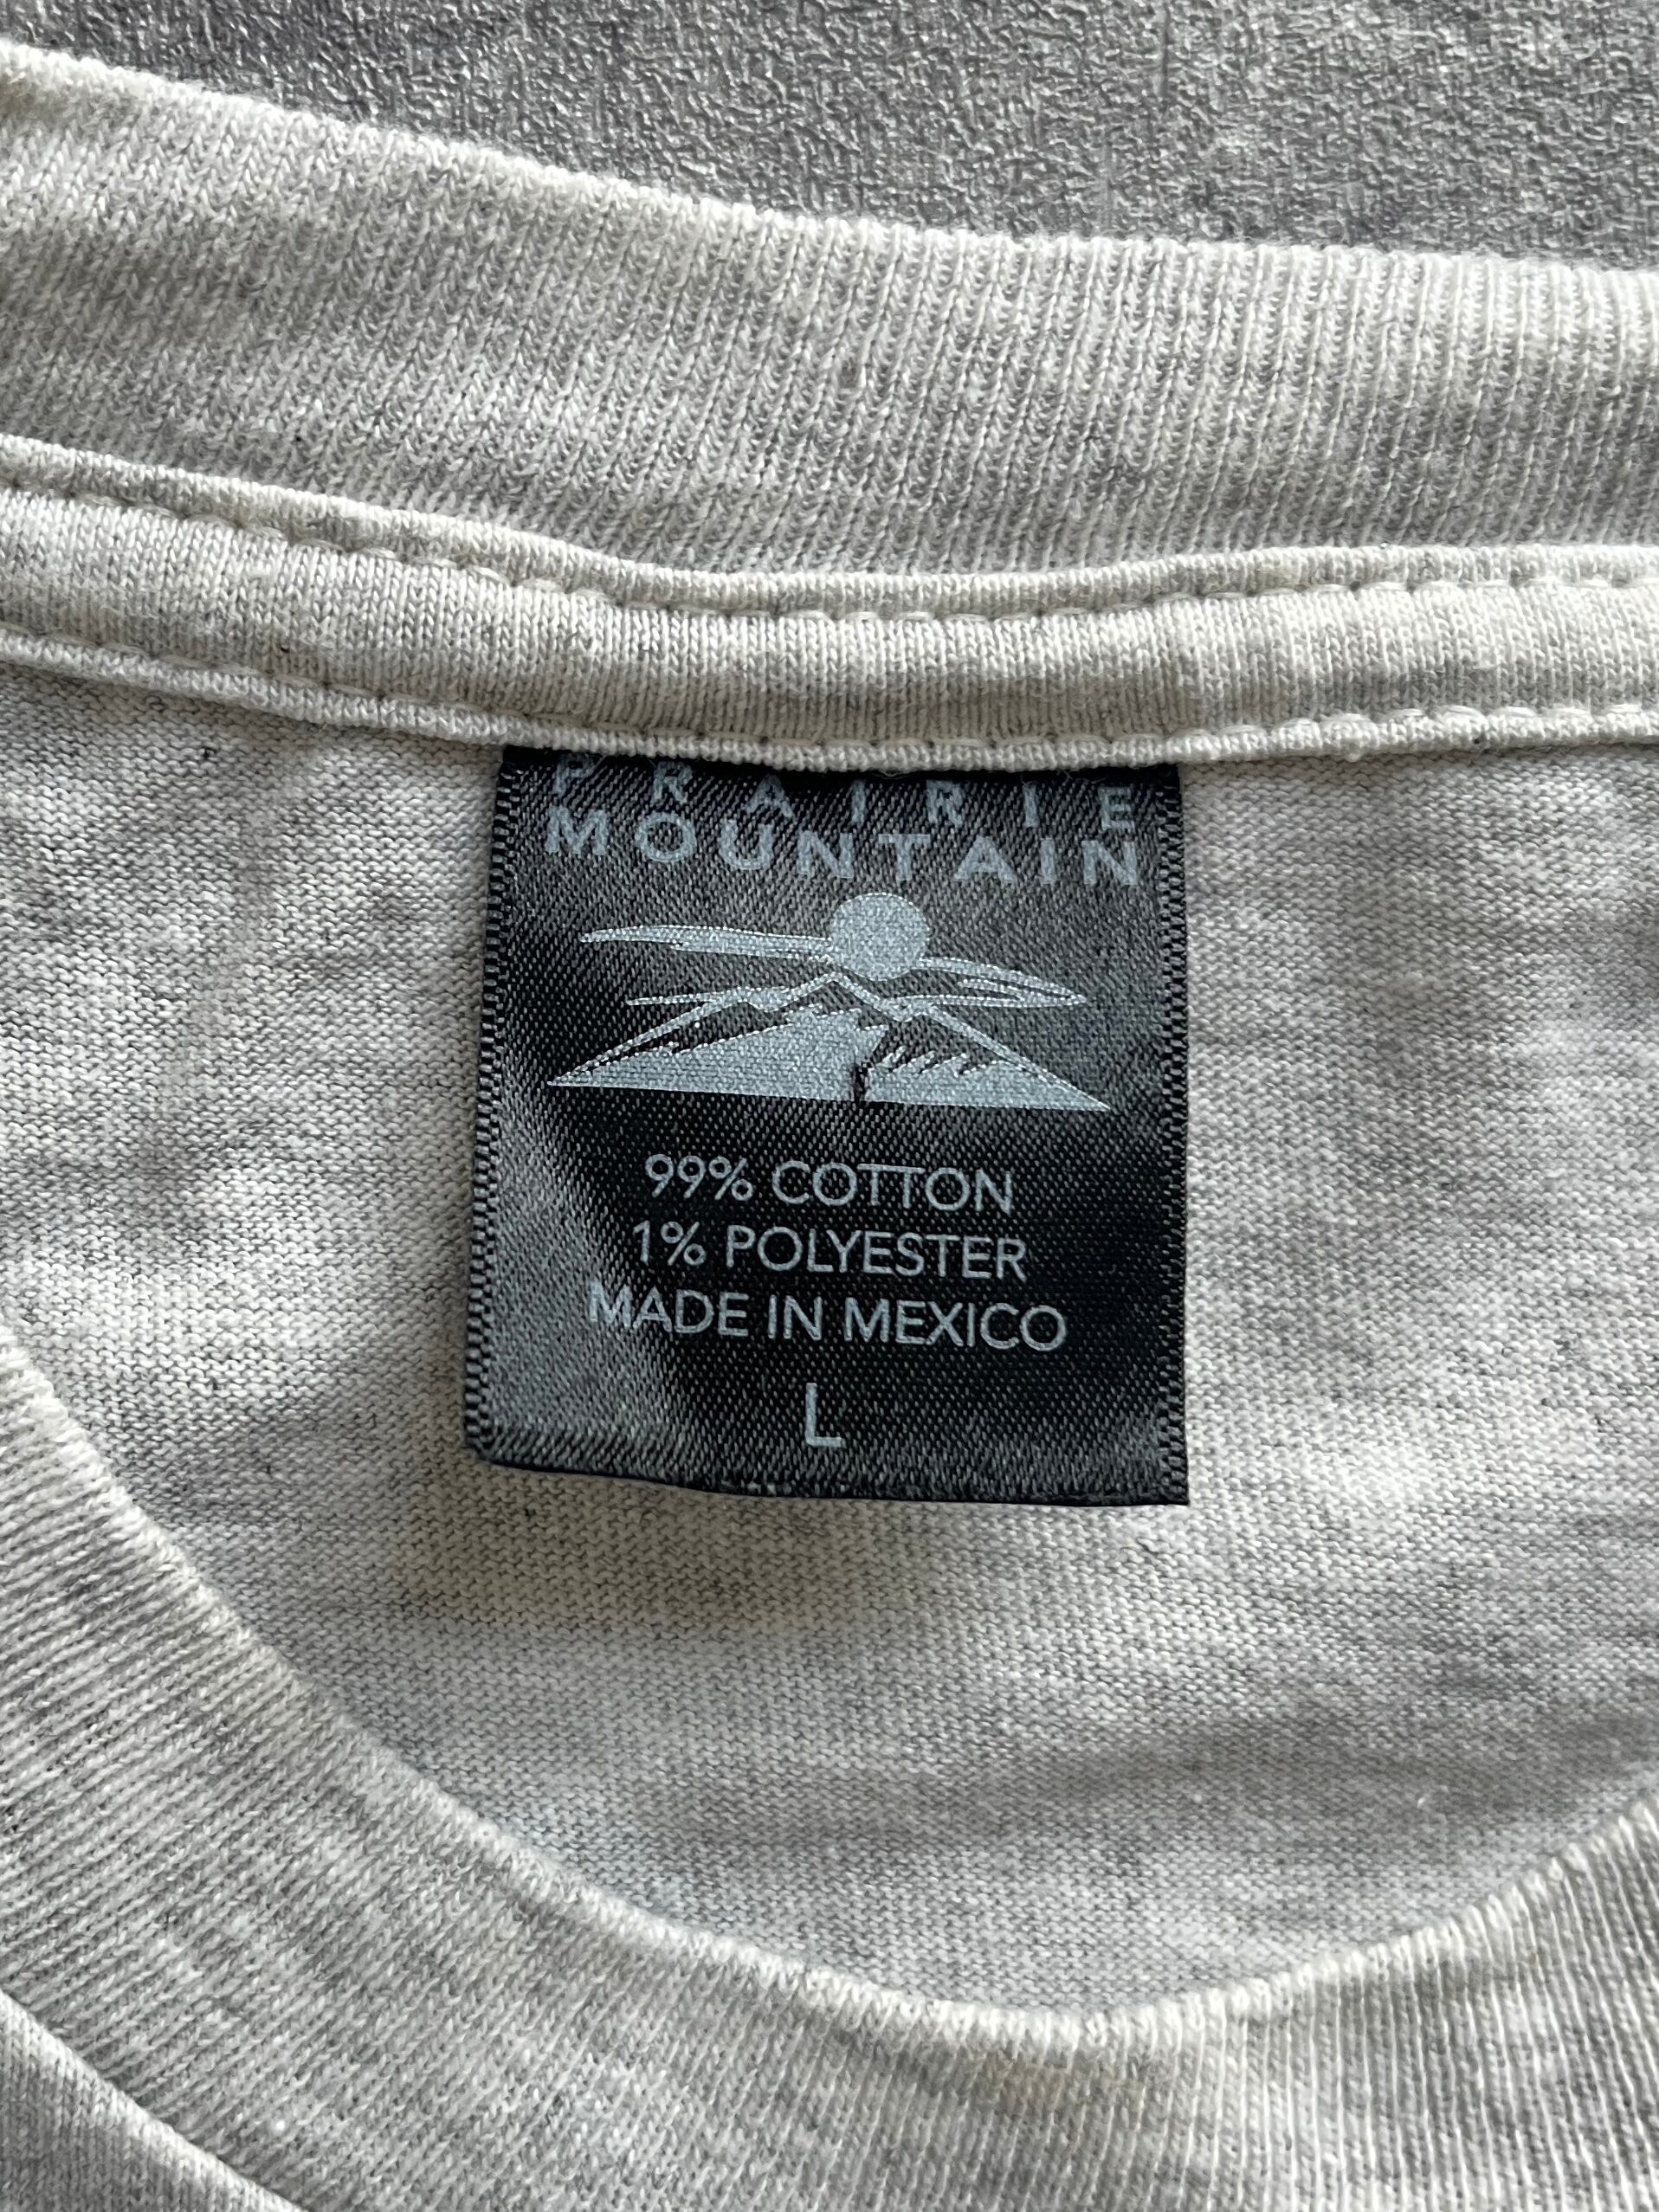 PRAIRIE
MOUNTAIN
99% COTTON
1% POLYESTER
MADE IN MEXICO
L